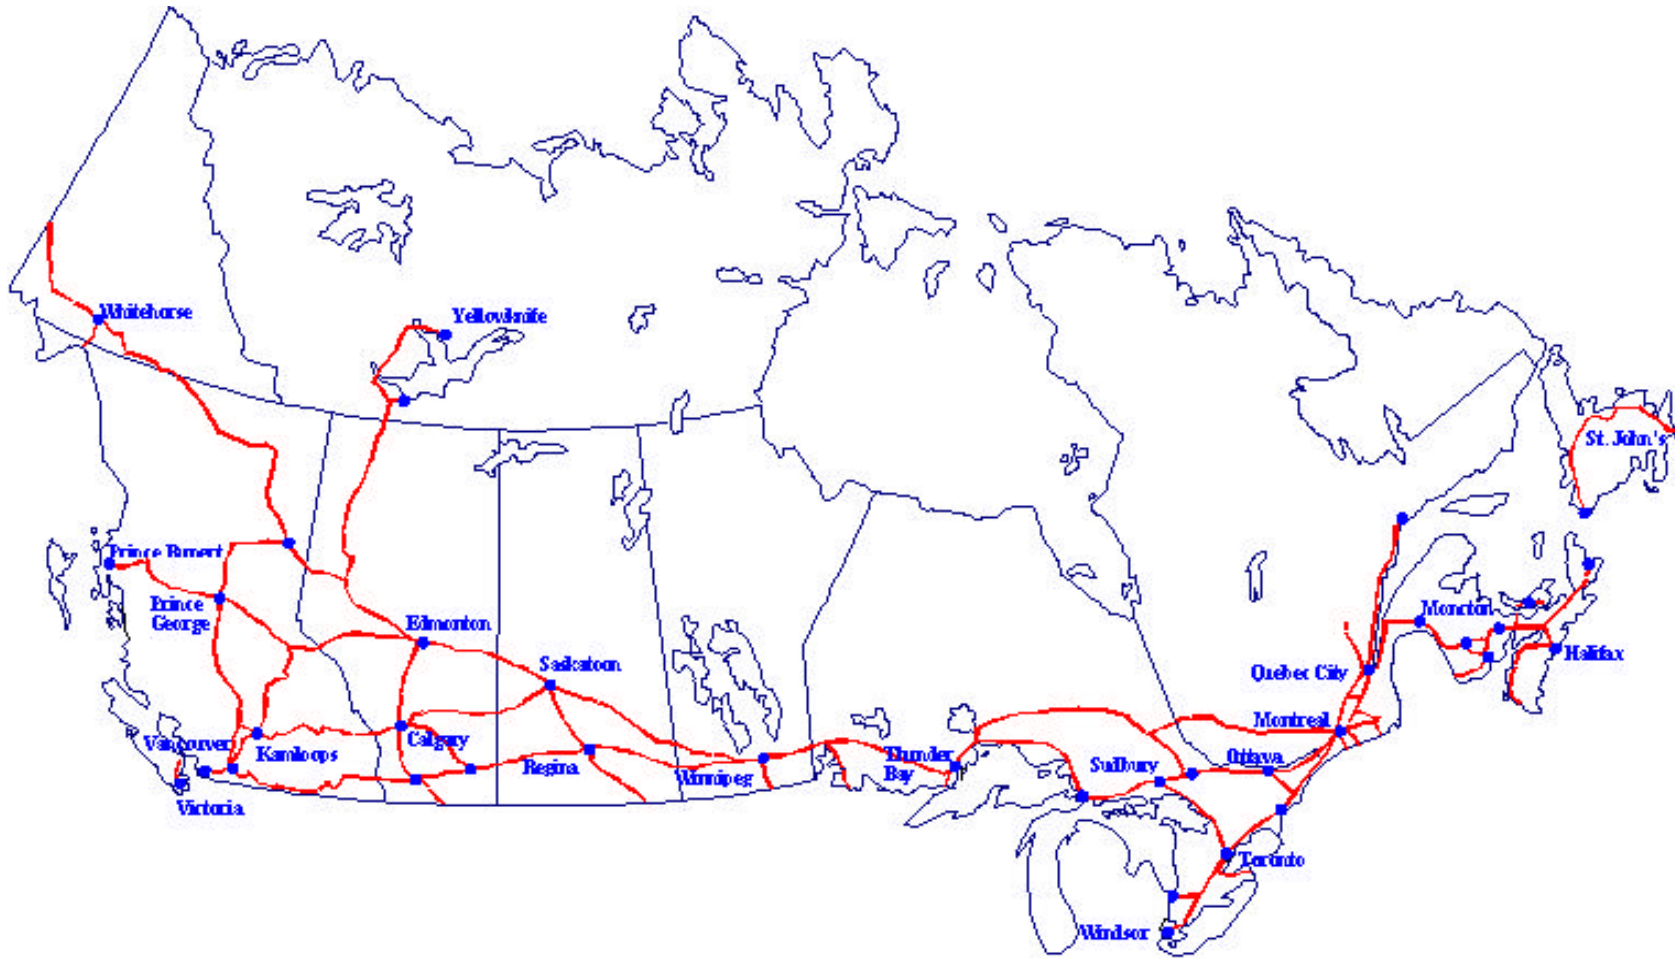 Whitehorse
Yellowknife
St. John's
Prince Rupert
Prince
George
Edmonton
Moncton
Saskatoon
Halifax
Quebec City
Montreal
Vancouver
Kamloops
Calgary
Regina
Winnipeg
Thunder
Bay
Sudbury
Ottawa
Victoria
Toronto
Windsor